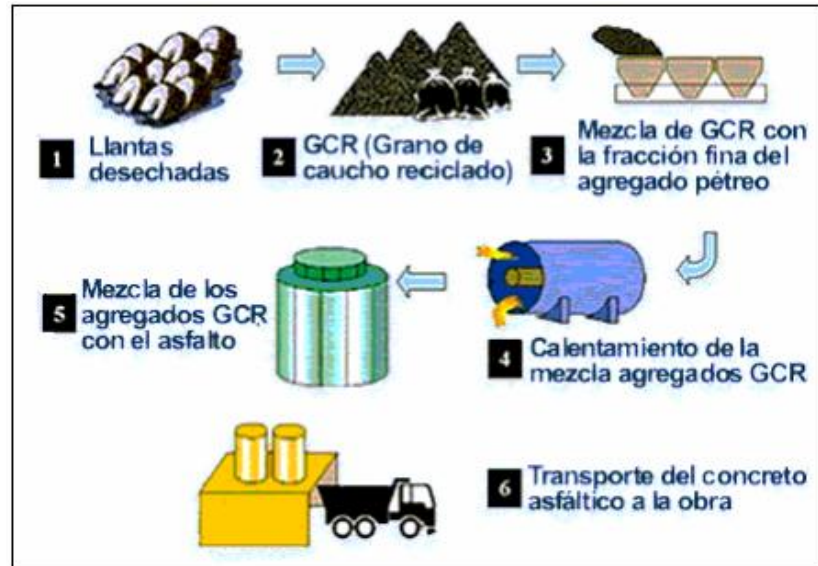 1 Llantas
desechadas
2 GCR (Grano de
caucho reciclado)
3 Mezcla de GCR con
la fracción fina del
agregado pétreo
4 Calentamiento de la
mezcla agregados GCR
5 Mezcla de los
agregados GCR
con el asfalto
6 Transporte del concreto
asfáltico a la obra